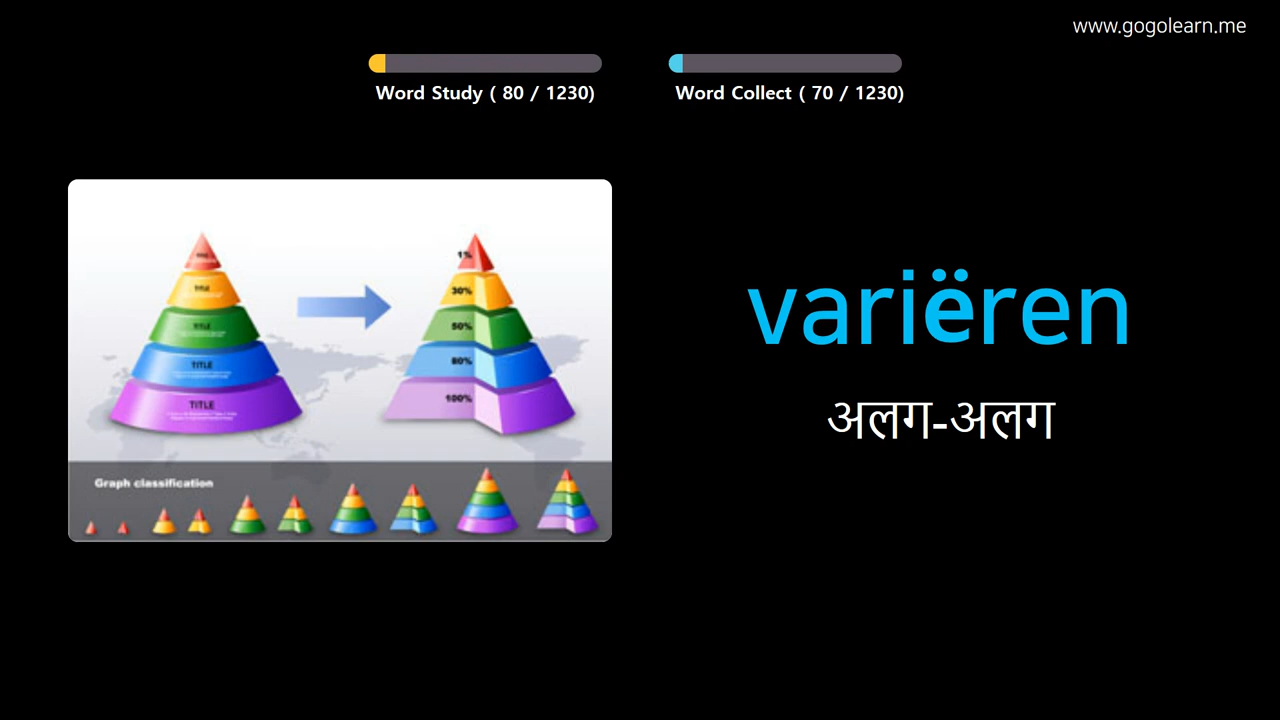 www.gogolearn.me
Word Study ( 80 / 1230)
Word Collect ( 70 / 1230)
TITLE
TITLE
TITLE
TITLE
1%
30%
50%
80%
100%
Graph classification
variëren
अलग-अलग